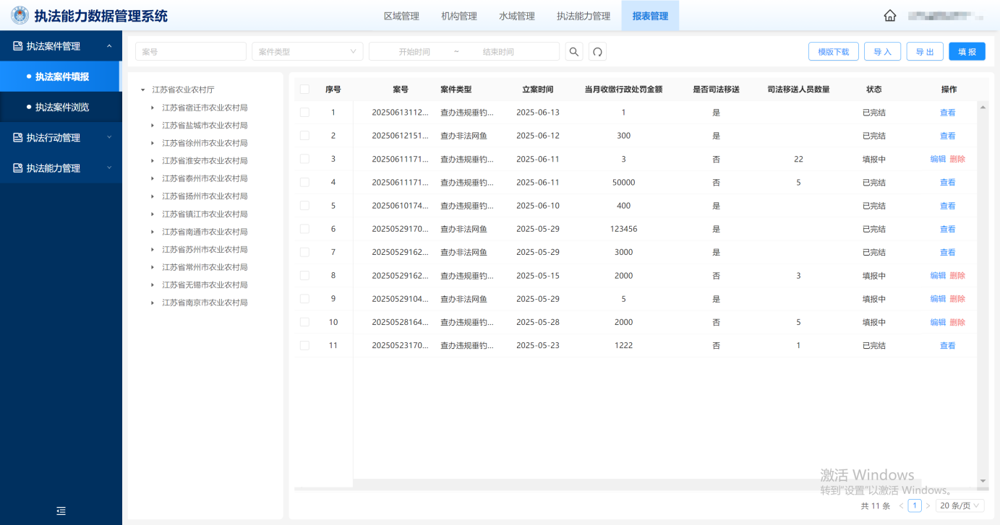 执法能力数据管理系统 区域管理 机构管理 水域管理 执法能力管理 报表管理
执法案件管理
执法案件填报
执法案件浏览
执法行动管理
执法能力管理
案号 案件类型 开始时间 ~ 结束时间 模版下载 导 入 导 出 填 报
江苏省农业农村厅
江苏省宿迁市农业农村局
江苏省盐城市农业农村局
江苏省徐州市农业农村局
江苏省淮安市农业农村局
江苏省泰州市农业农村局
江苏省扬州市农业农村局
江苏省镇江市农业农村局
江苏省南通市农业农村局
江苏省苏州市农业农村局
江苏省常州市农业农村局
江苏省无锡市农业农村局
江苏省南京市农业农村局
序号 案号 案件类型 立案时间 当月收缴行政处罚金额 是否司法移送 司法移送人员数量 状态 操作
1 20250613112... 查办违规垂钓... 2025-06-13 1 是 已完结 查看
2 20250612151... 查办非法网鱼 2025-06-12 300 是 已完结 查看
3 20250611171... 查办违规垂钓... 2025-06-11 3 否 22 填报中 编辑 删除
4 20250611171... 查办违规垂钓... 2025-06-11 50000 否 5 已完结 查看
5 20250610174... 查办违规垂钓... 2025-06-10 400 是 已完结 查看
6 20250529170... 查办非法网鱼 2025-05-29 123456 是 已完结 查看
7 20250529162... 查办非法网鱼 2025-05-29 3000 是 已完结 查看
8 20250529162... 查办违规垂钓... 2025-05-15 2000 否 3 填报中 编辑 删除
9 20250529104... 查办非法网鱼 2025-05-29 5 是 填报中 编辑 删除
10 20250528164... 查办违规垂钓... 2025-05-28 2000 否 5 填报中 编辑 删除
11 20250523170... 查办违规垂钓... 2025-05-23 1222 否 1 已完结 查看
激活 Windows
转到"设置"以激活 Windows。
共 11 条 < 1 > 20 条/页